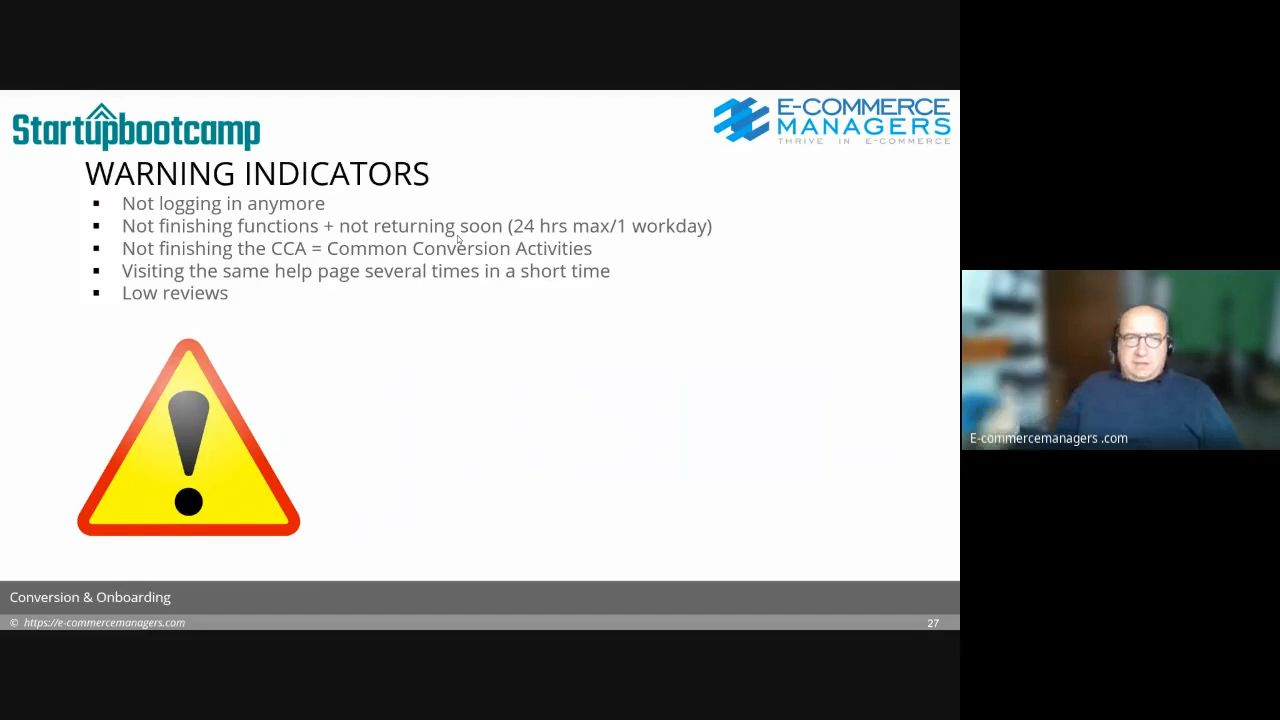 Startupbootcamp
E-COMMERCE
MANAGERS
THRIVE IN E-COMMERCE
WARNING INDICATORS
▪ Not logging in anymore
▪ Not finishing functions + not returning soon (24 hrs max/1 workday)
▪ Not finishing the CCA = Common Conversion Activities
▪ Visiting the same help page several times in a short time
▪ Low reviews
E-commercemanagers .com
Conversion & Onboarding
© https://e-commercemanagers.com
27